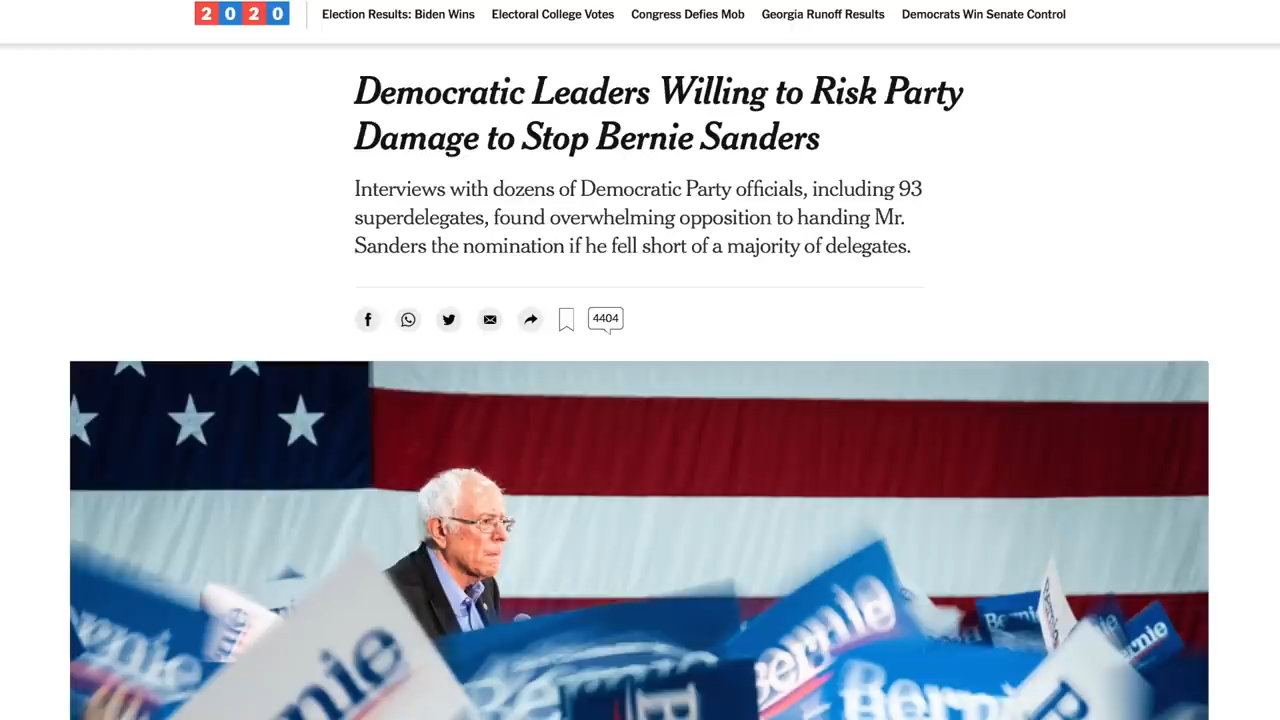 2020 Election Results: Biden Wins Electoral College Votes Congress Defies Mob Georgia Runoff Results Democrats Win Senate Control
Democratic Leaders Willing to Risk Party
Damage to Stop Bernie Sanders
Interviews with dozens of Democratic Party officials, including 93
superdelegates, found overwhelming opposition to handing Mr.
Sanders the nomination if he fell short of a majority of delegates.
4404
Bernie
Bernie
Bernie